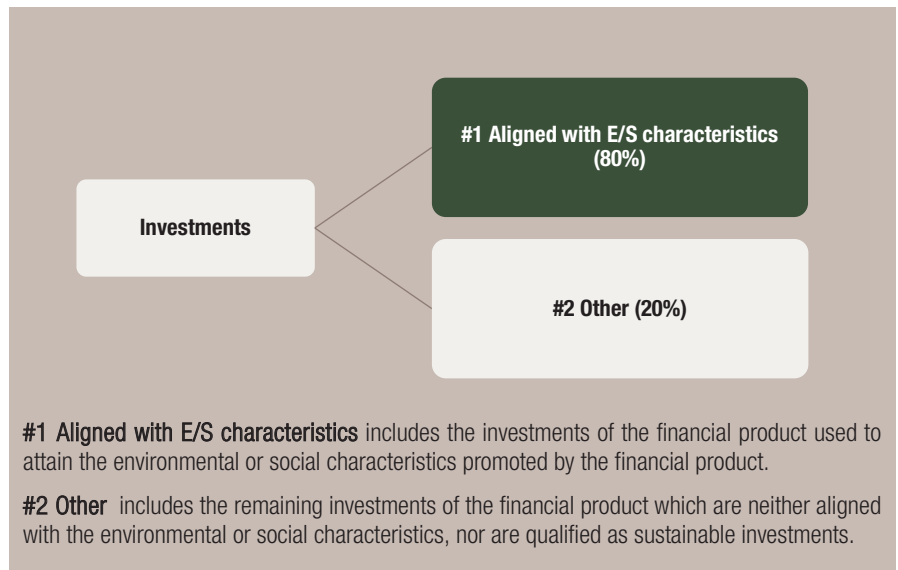 #1 Aligned with E/S characteristics
(80%)
Investments
#2 Other (20%)
#1 Aligned with E/S characteristics includes the investments of the financial product used to
attain the environmental or social characteristics promoted by the financial product.
#2 Other includes the remaining investments of the financial product which are neither aligned
with the environmental or social characteristics, nor are qualified as sustainable investments.